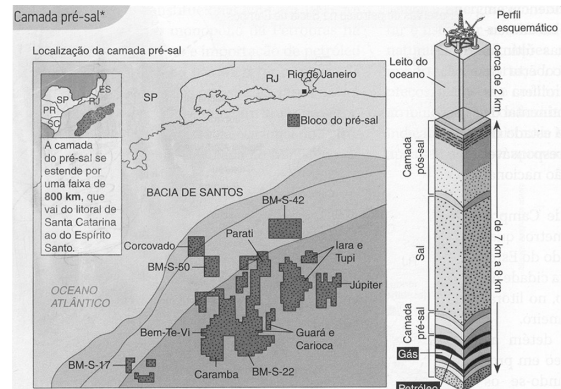 Camada pré-sal*
Localização da camada pré-sal
ES
SP
RJ
PR
SC
A camada
do pré-sal se
estende por
uma faixa de
800 km, que
vai do litoral de
Santa Catarina
ao do Espírito
Santo.
SP
RJ
Rio de Janeiro
Bloco do pré-sal
BACIA DE SANTOS
BM-S-42
Corcovado
Parati
Iara e
Tupi
BM-S-50
Júpiter
OCEANO
ATLÂNTICO
Bem-Te-Vi
Guará e
Carioca
BM-S-17
Caramba
BM-S-22
Perfil
esquemático
Leito do
oceano
cerca de 2 km
Camada
pós-sal
Sal
de 7 km a 8 km
Camada
pré-sal
Gás
Petróleo